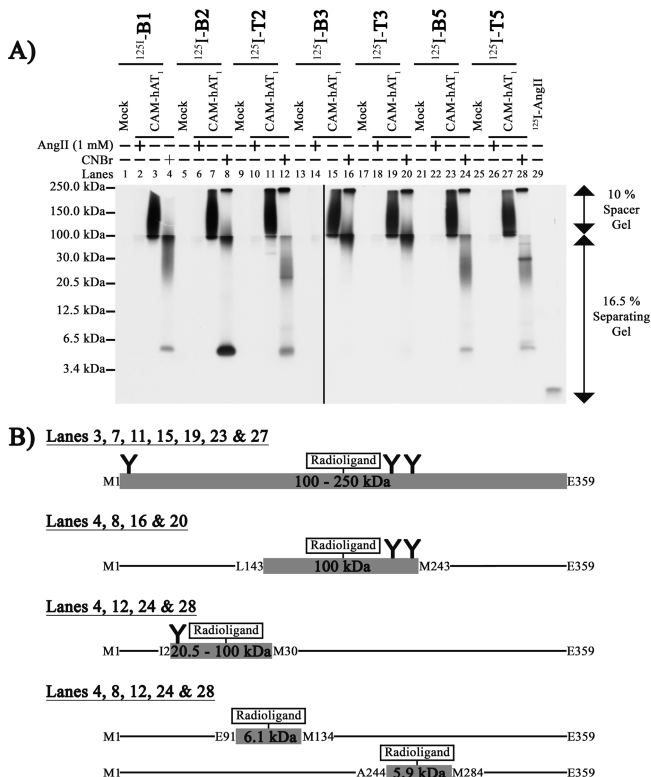 A)
125I-B1 125I-B2 125I-T2 125I-B3 125I-T3 125I-B5 125I-T5
Mock CAM-hAT1 Mock CAM-hAT1 Mock CAM-hAT1 Mock CAM-hAT1 Mock CAM-hAT1 Mock CAM-hAT1 Mock CAM-hAT1 125I-AngII
AngII (1 mM) – + – – – + – – – + – – – + – – – + – – – + – – – + – – –
CNBr – – – + – – – + – – – + – – – + – – – + – – – + – – – + –
Lanes 1 2 3 4 5 6 7 8 9 10 11 12 13 14 15 16 17 18 19 20 21 22 23 24 25 26 27 28 29
250.0 kDa
150.0 kDa
100.0 kDa
30.0 kDa
20.5 kDa
12.5 kDa
6.5 kDa
3.4 kDa
10 %
Spacer
Gel
16.5 %
Separating
Gel
B)
Lanes 3, 7, 11, 15, 19, 23 & 27
Radioligand
M1 100 - 250 kDa E359
Lanes 4, 8, 16 & 20
Radioligand
M1 L143 100 kDa M243 E359
Lanes 4, 12, 24 & 28
Radioligand
M1 I2 20.5 - 100 kDa M30 E359
Lanes 4, 8, 12, 24 & 28
Radioligand
M1 E91 6.1 kDa M134 E359
Radioligand
M1 A244 5.9 kDa M284 E359